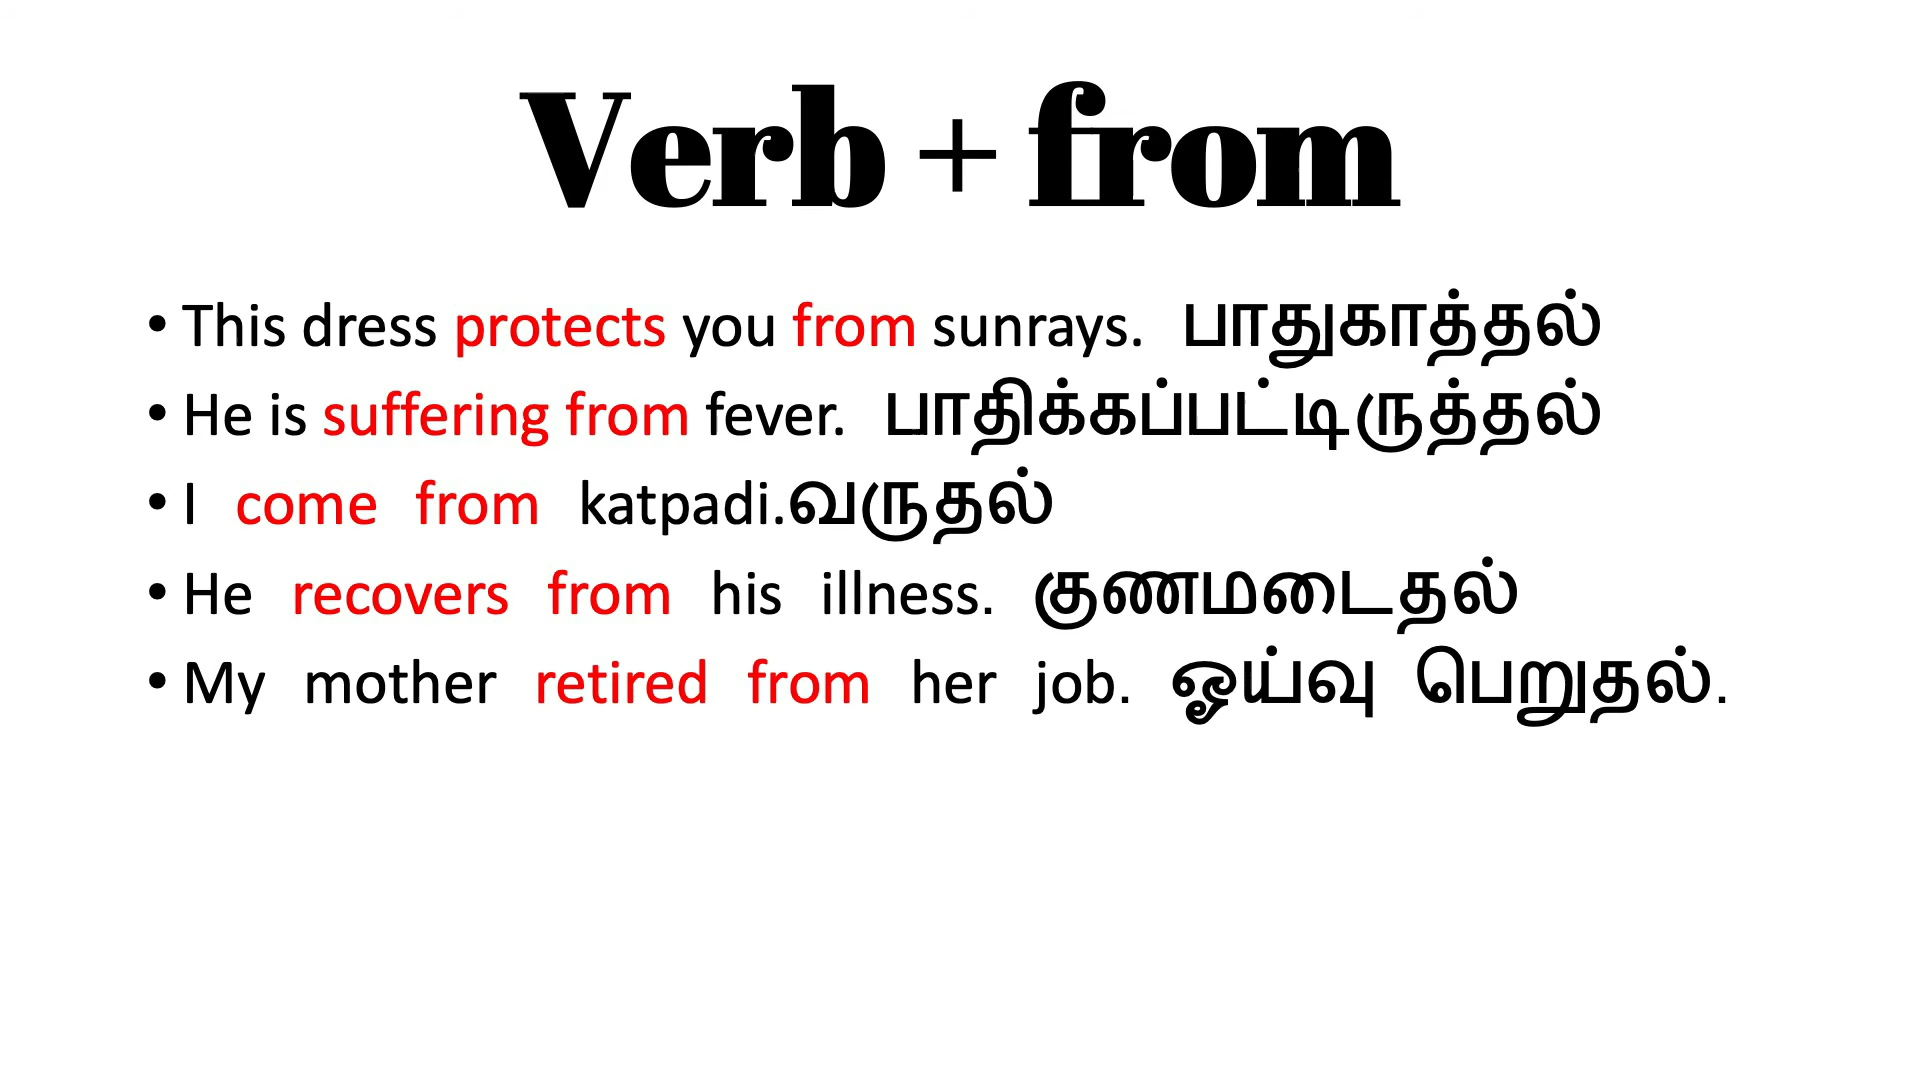 Verb + from
• This dress protects you from sunrays. பாதுகாத்தல்
• He is suffering from fever. பாதிக்கப்பட்டிருத்தல்
• I come from katpadi.வருதல்
• He recovers from his illness. குணமடைதல்
• My mother retired from her job. ஓய்வு பெறுதல்.